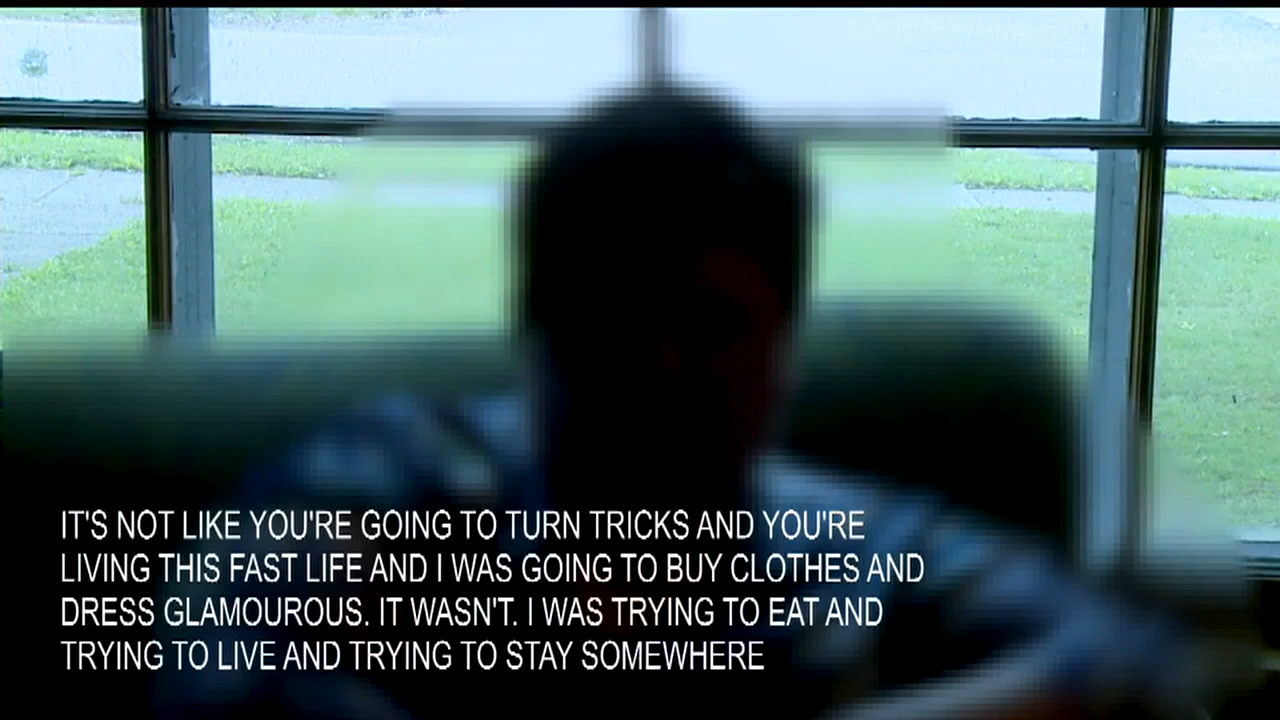 IT'S NOT LIKE YOU'RE GOING TO TURN TRICKS AND YOU'RE
LIVING THIS FAST LIFE AND I WAS GOING TO BUY CLOTHES AND
DRESS GLAMOUROUS. IT WASN'T. I WAS TRYING TO EAT AND
TRYING TO LIVE AND TRYING TO STAY SOMEWHERE